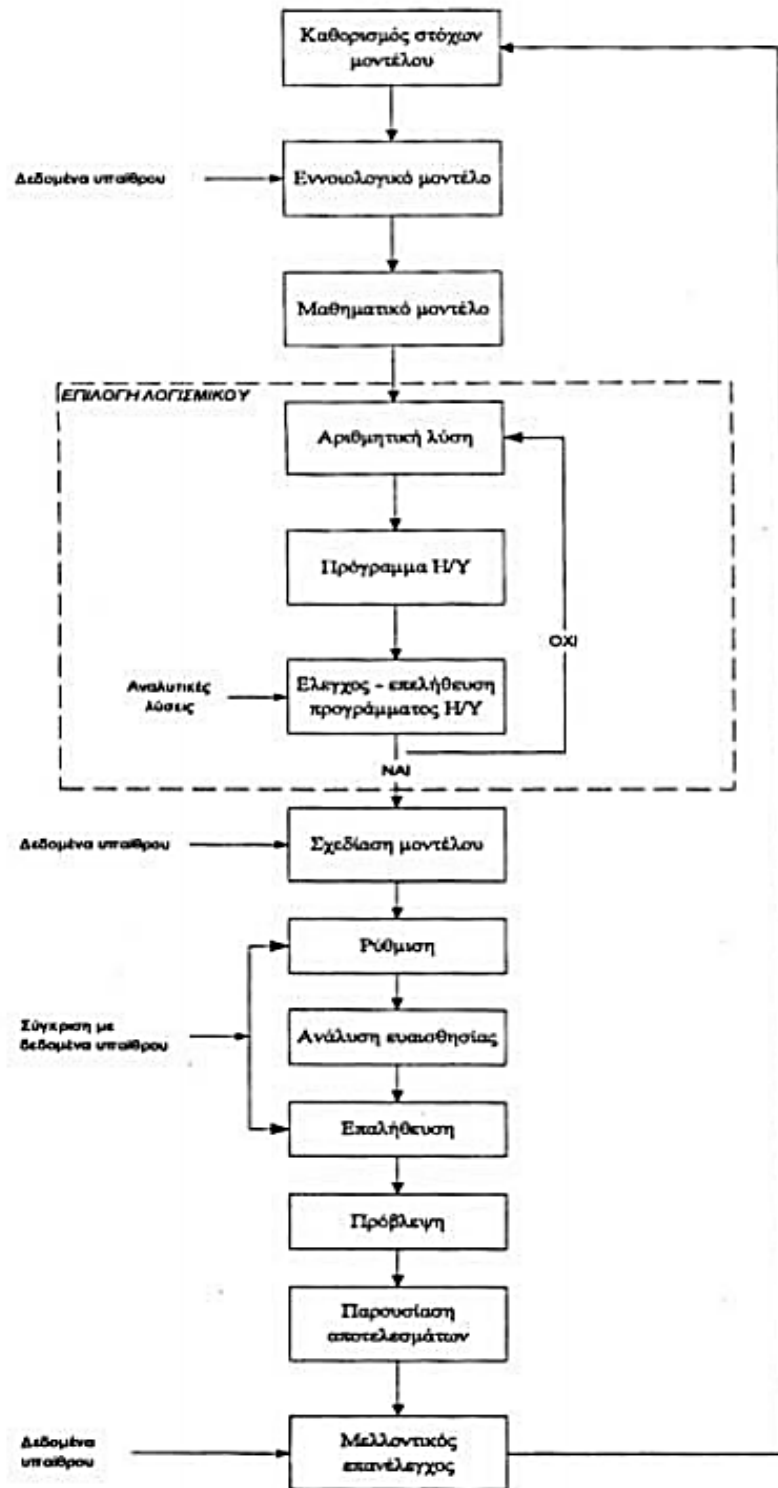 Καθορισμός στόχων
μοντέλου
Δεδομένα υπαίθρου
Εννοιολογικό μοντέλο
Μαθηματικό μοντέλο
ΕΠΙΛΟΓΗ ΛΟΓΙΣΜΙΚΟΥ
Αριθμητική λύση
Πρόγραμμα Η/Υ
ΟΧΙ
Αναλυτικές
λύσεις
Ελεγχος - επελήθευση
προγράμματος Η/Υ
ΝΑΙ
Δεδομένα υπαίθρου
Σχεδίαση μοντέλου
Ρύθμιση
Σύγκριση με
δεδομένα υπαίθρου
Ανάλυση ευαισθησίας
Επαλήθευση
Πρόβλεψη
Παρουσίαση
αποτελεσμάτων
Δεδομένα
υπαίθρου
Μελλοντικός
επανέλεγχος